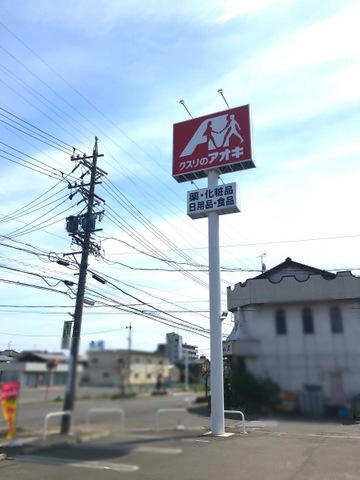 クスリのアオキ
薬・化粧品
日用品・食品